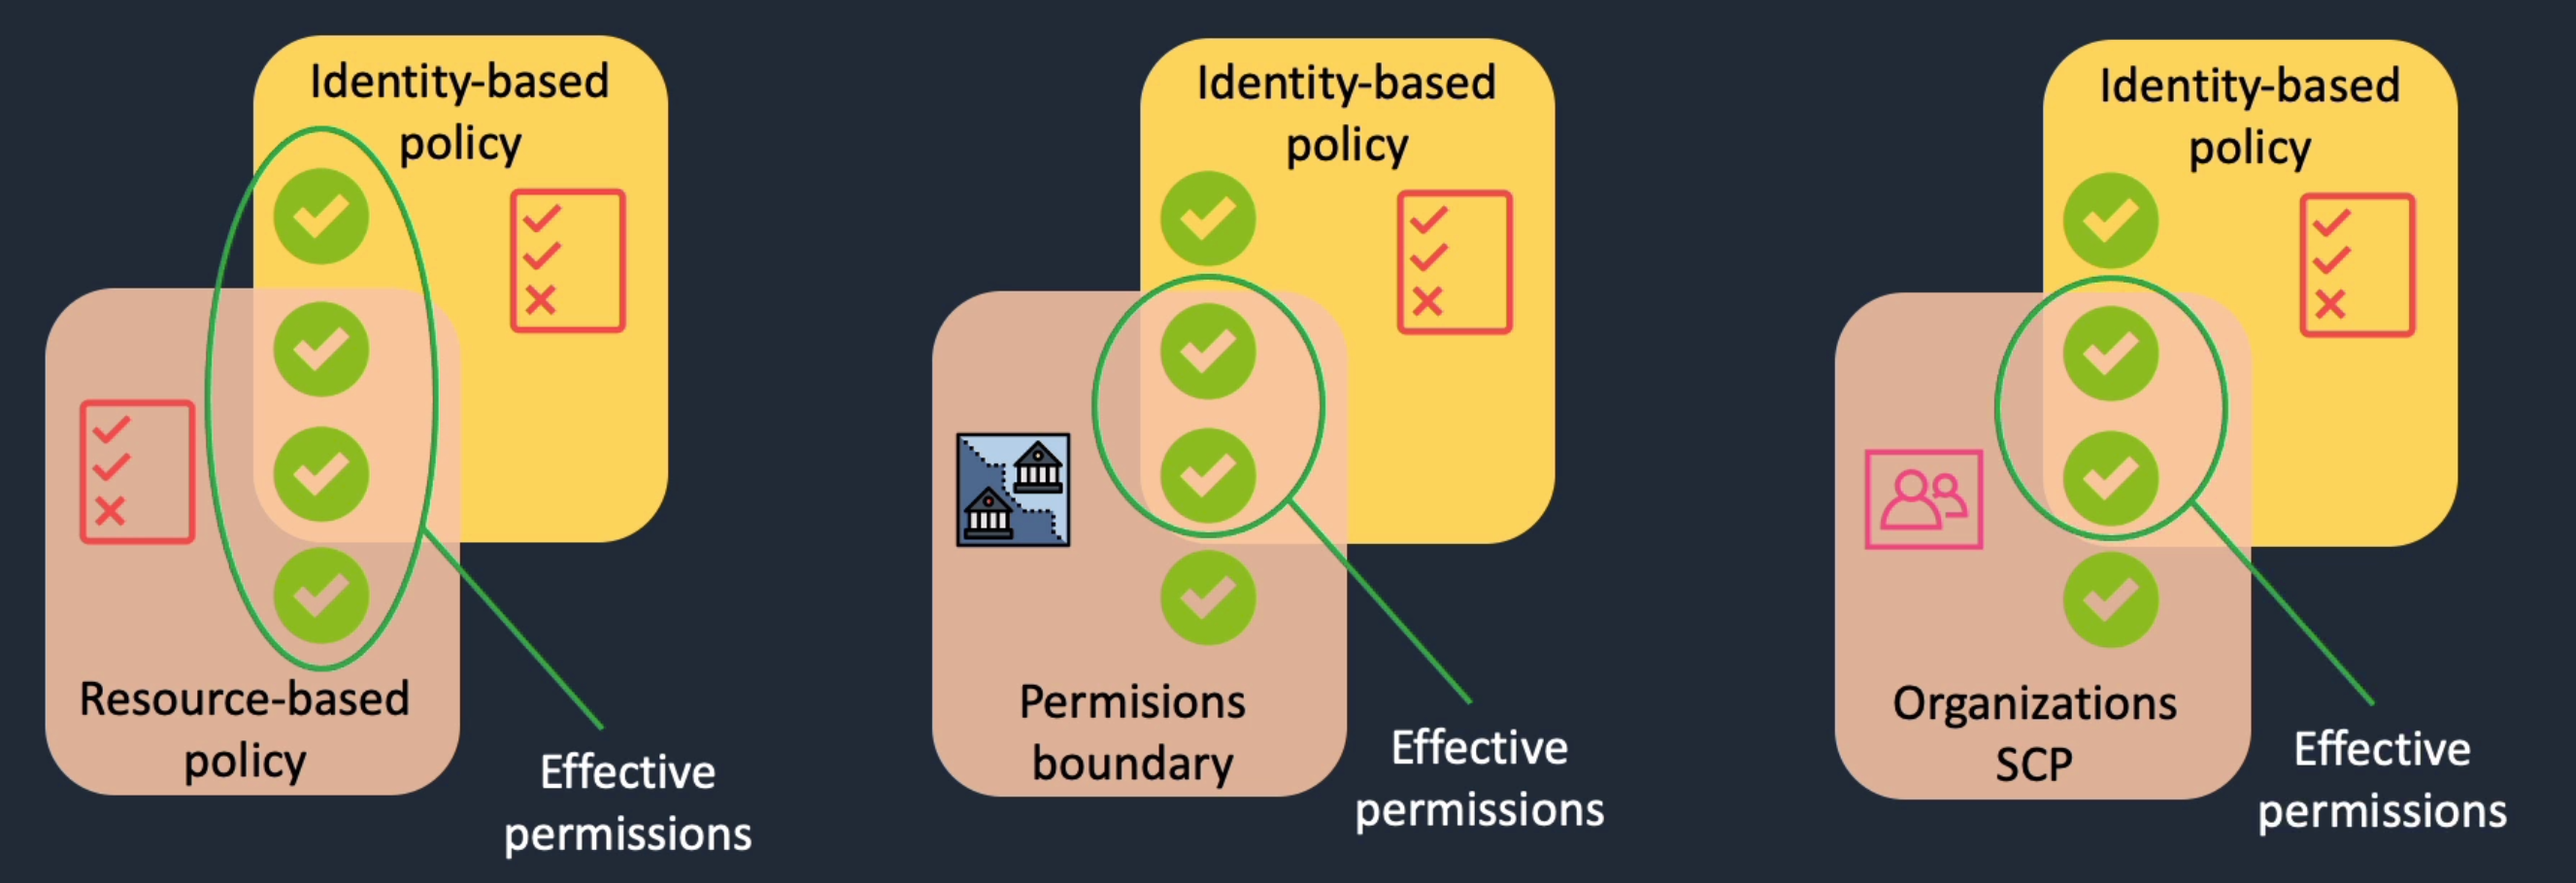 Identity-based
policy
Resource-based
policy
Effective
permissions
Identity-based
policy
Permisions
boundary
Effective
permissions
Identity-based
policy
Organizations
SCP
Effective
permissions